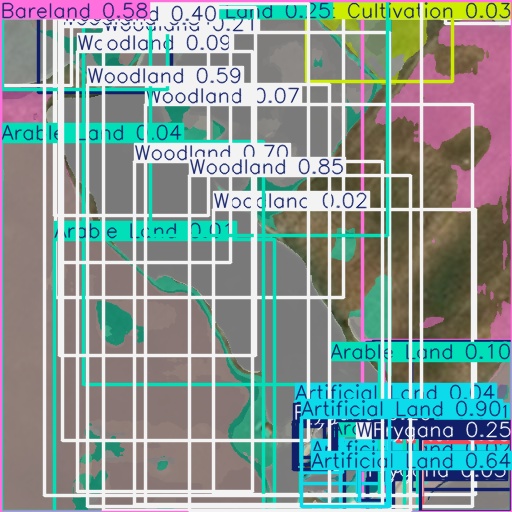 Bareland 0.58
0.40
Land 0.25
Cultivation 0.03
Woodland 0.09
Woodland 0.59
Woodland 0.07
Arable Land 0.04
Woodland 0.70
Woodland 0.85
Woodland 0.02
Arable Land 0.01
Arable Land 0.10
Artificial Land 0.04
Artificial Land 0.90
Frygana 0.25
Artificial Land 0.64